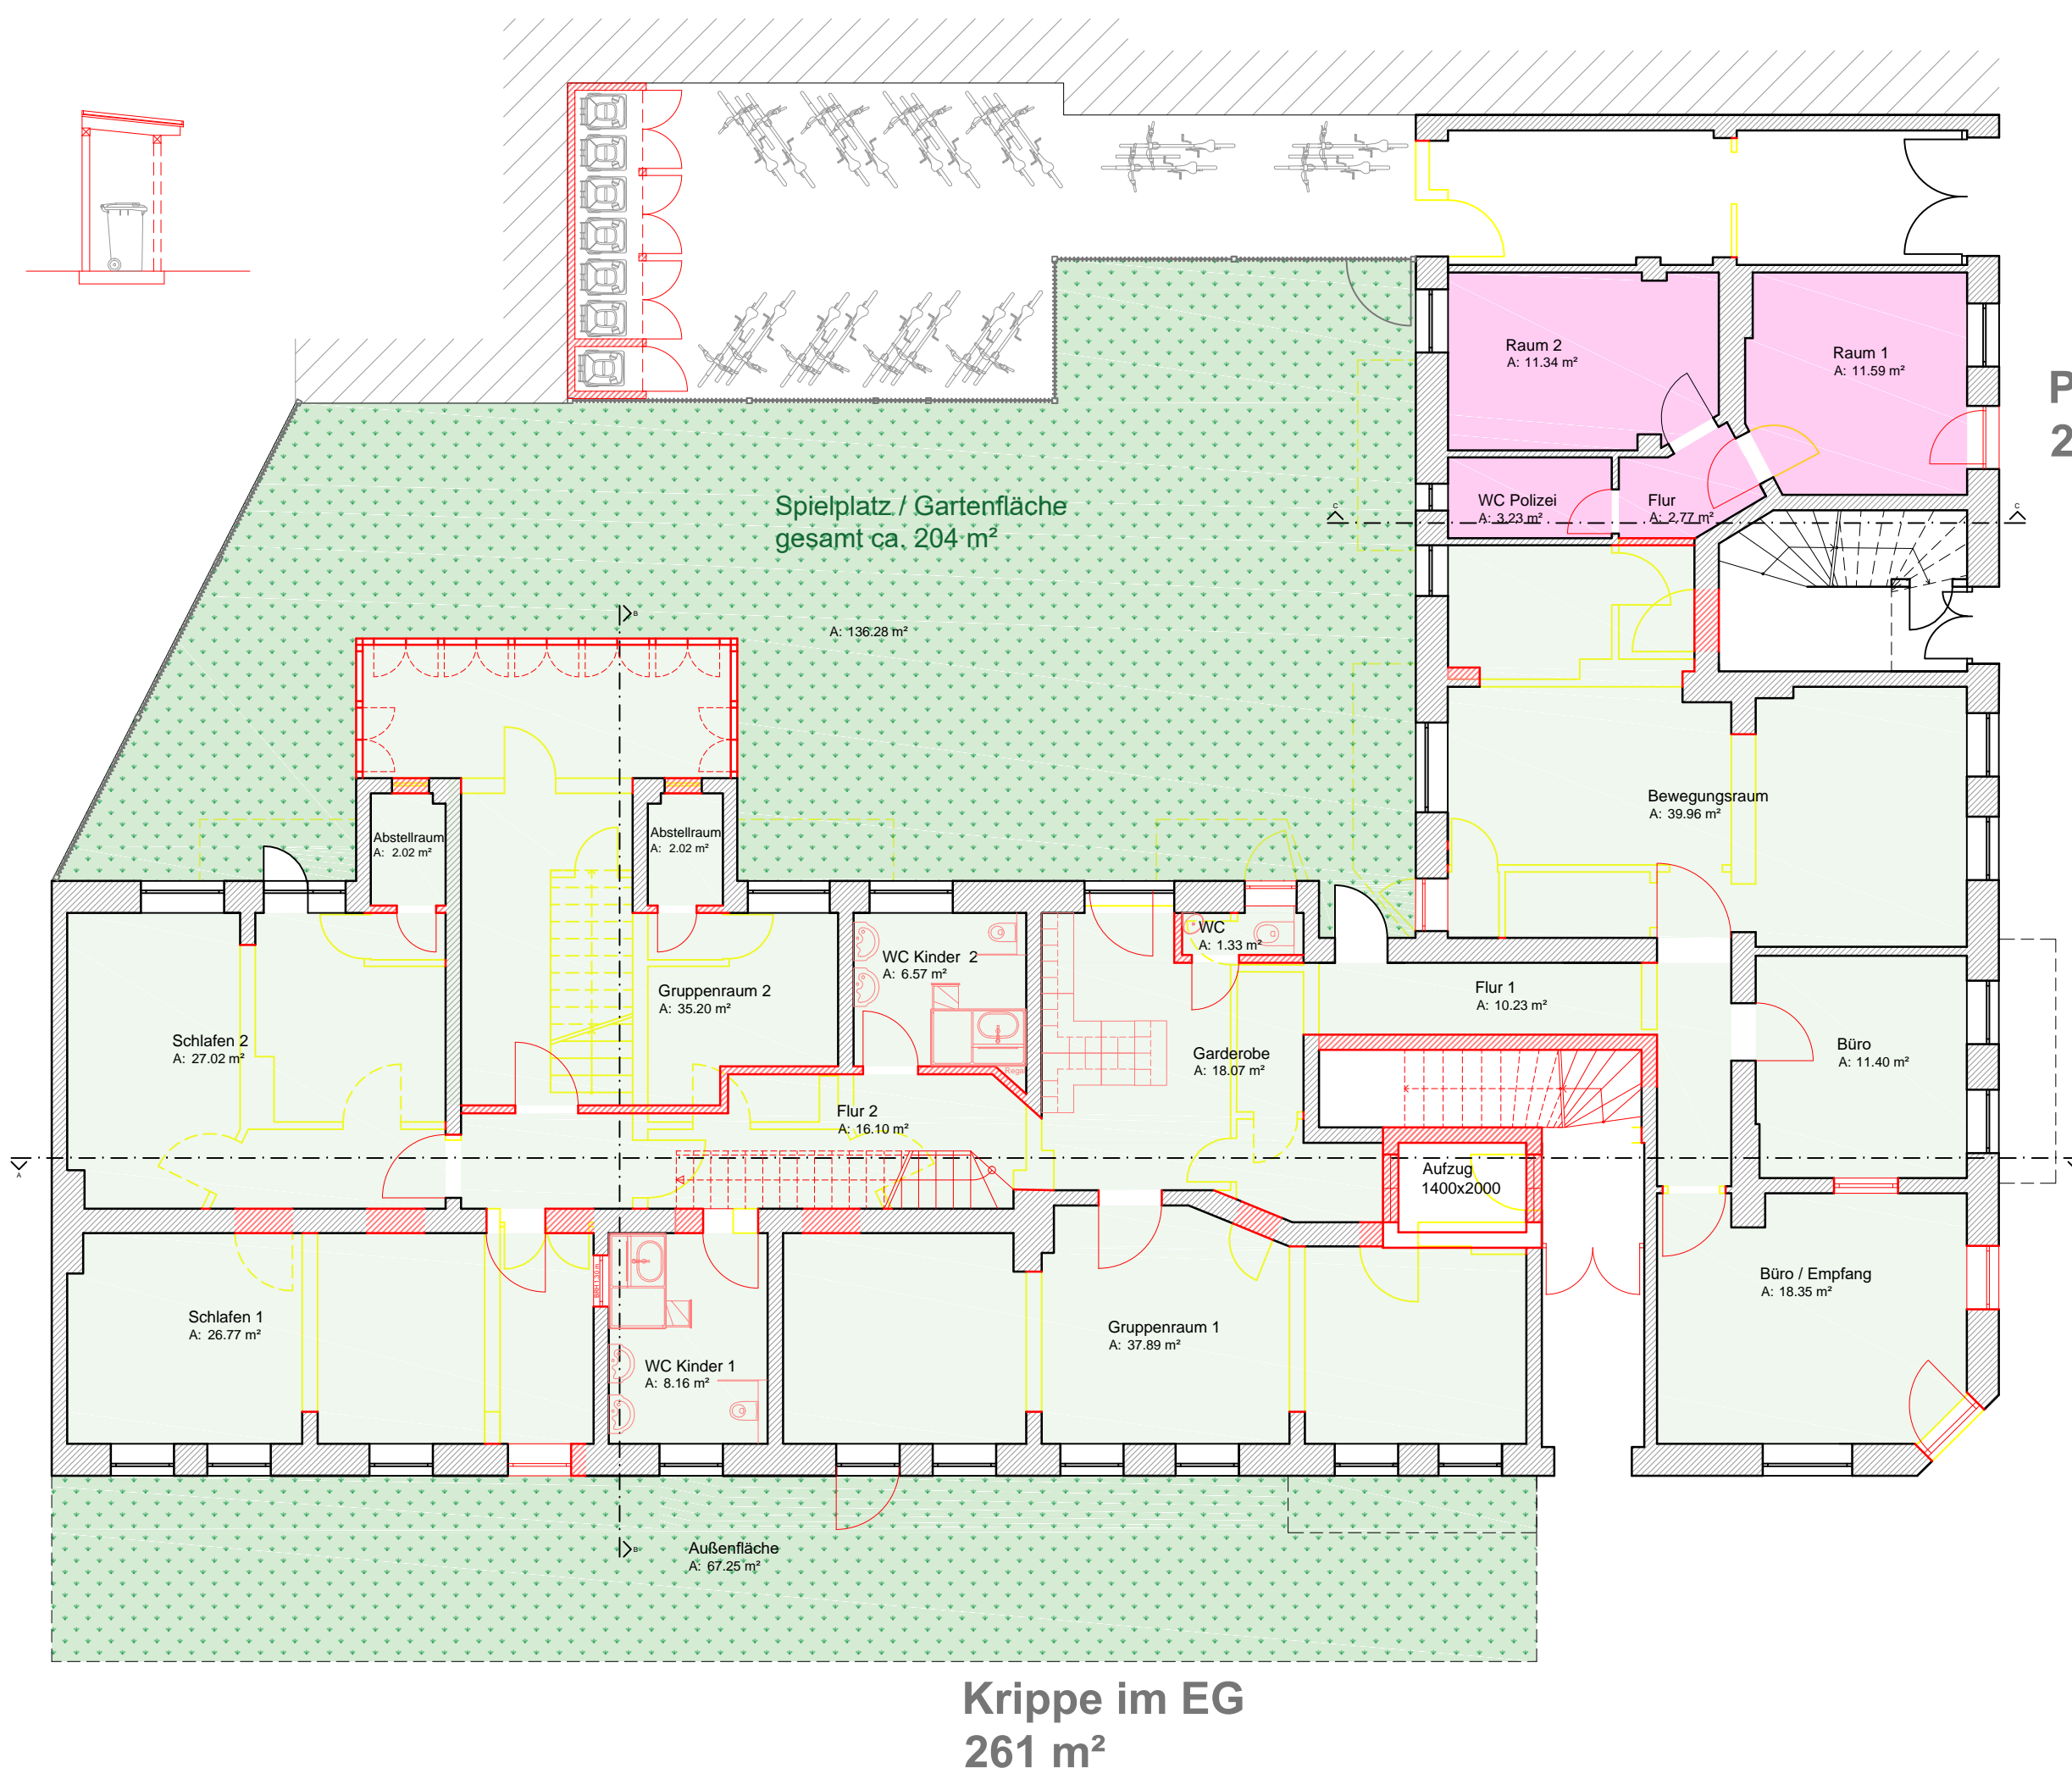 Raum 2
A: 11.34 m²
Raum 1
A: 11.59 m²
P
2
WC Polizei
A: 3.23 m²
Flur
A: 2.77 m²
C
C
Spielplatz / Gartenfläche
gesamt ca. 204 m²
B
A: 136.28 m²
Bewegungsraum
A: 39.96 m²
Abstellraum
A: 2.02 m²
Abstellraum
A: 2.02 m²
WC
A: 1.33 m²
WC Kinder 2
A: 6.57 m²
Gruppenraum 2
A: 35.20 m²
Flur 1
A: 10.23 m²
Schlafen 2
A: 27.02 m²
Garderobe
A: 18.07 m²
Büro
A: 11.40 m²
Regal
Flur 2
A: 16.10 m²
A
Aufzug
1400x2000
Büro / Empfang
A: 18.35 m²
BRH 1.30 m
Schlafen 1
A: 26.77 m²
Gruppenraum 1
A: 37.89 m²
WC Kinder 1
A: 8.16 m²
B
Außenfläche
A: 67.25 m²
Krippe im EG
261 m²